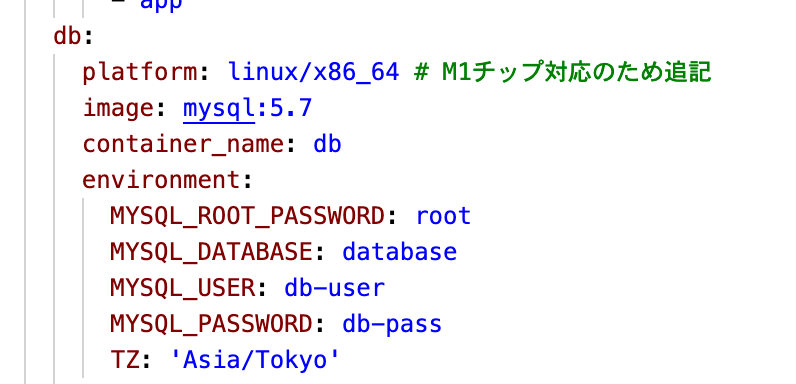 - app
db:
platform: linux/x86_64 # M1チップ対応のため追記
image: mysql:5.7
container_name: db
environment:
MYSQL_ROOT_PASSWORD: root
MYSQL_DATABASE: database
MYSQL_USER: db-user
MYSQL_PASSWORD: db-pass
TZ: 'Asia/Tokyo'